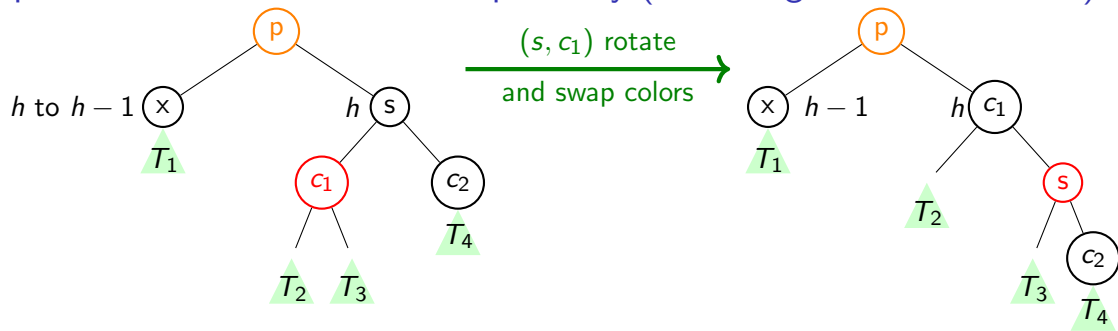 p
(s, c₁) rotate
and swap colors
p
h to h − 1 x
h s
x h − 1
h c₁
T₁
T₁
c₁
c₂
T₂
s
T₄
T₂
T₃
T₃
c₂
T₄